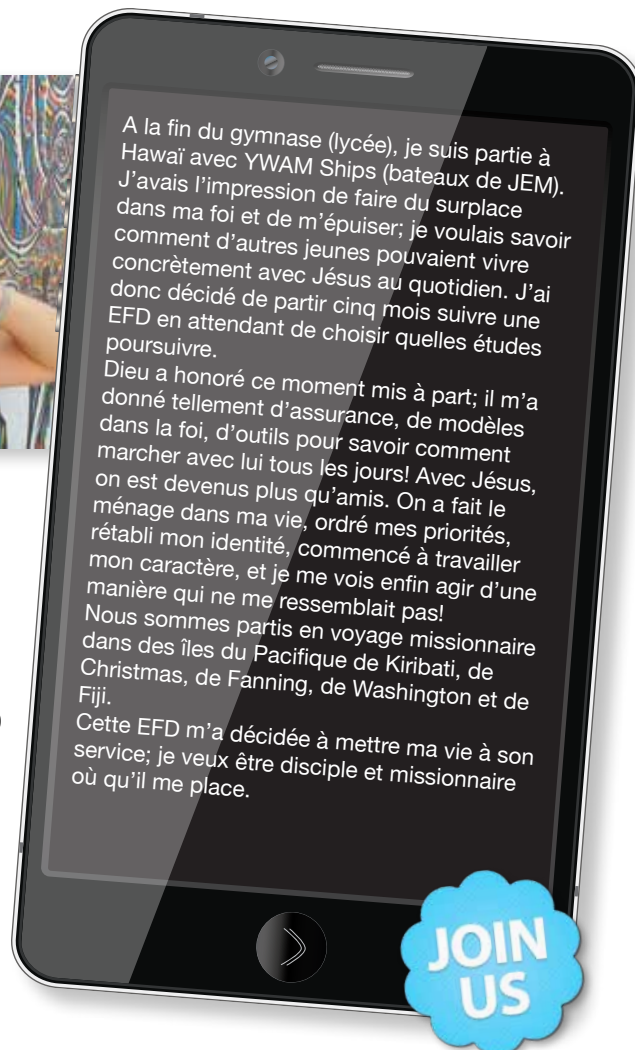 A la fin du gymnase (lycée), je suis partie à
Hawaï avec YWAM Ships (bateaux de JEM).
J'avais l'impression de faire du surplace
dans ma foi et de m'épuiser; je voulais savoir
comment d'autres jeunes pouvaient vivre
concrètement avec Jésus au quotidien. J'ai
donc décidé de partir cinq mois suivre une
EFD en attendant de choisir quelles études
poursuivre.
Dieu a honoré ce moment mis à part; il m'a
donné tellement d'assurance, de modèles
dans la foi, d'outils pour savoir comment
marcher avec lui tous les jours! Avec Jésus,
on est devenus plus qu'amis. On a fait le
ménage dans ma vie, ordré mes priorités,
rétabli mon identité, commencé à travailler
mon caractère, et je me vois enfin agir d'une
manière qui ne me ressemblait pas!
Nous sommes partis en voyage missionnaire
dans des îles du Pacifique de Kiribati, de
Christmas, de Fanning, de Washington et de
Fiji.
Cette EFD m'a décidée à mettre ma vie à son
service; je veux être disciple et missionnaire
où qu'il me place.
JOIN
US